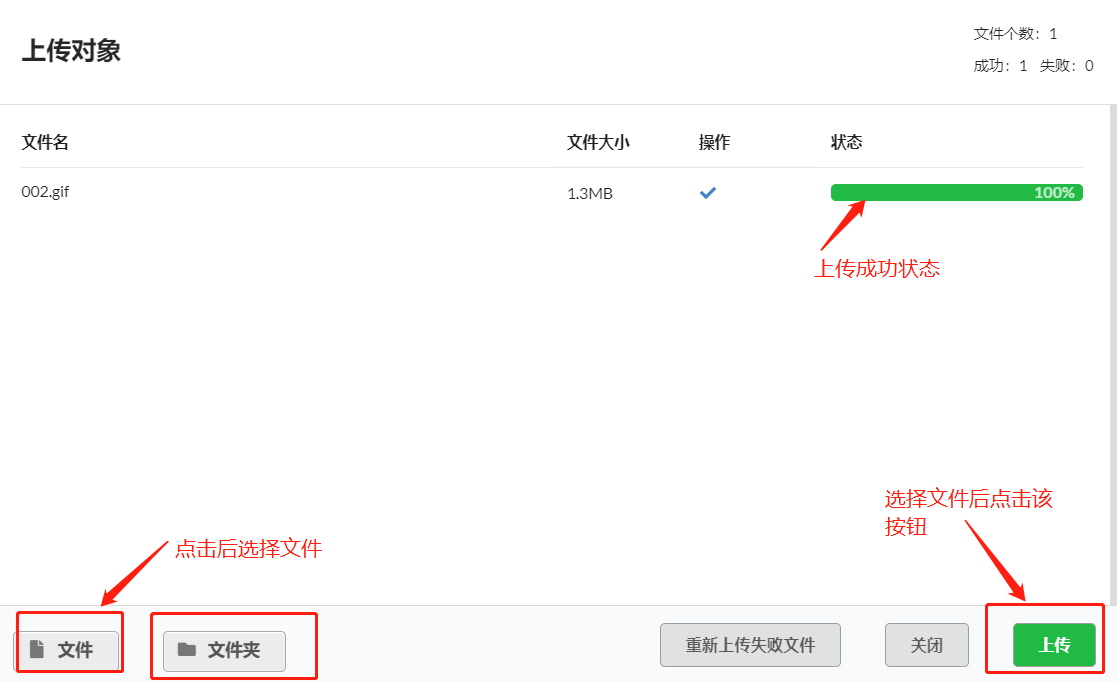 上传对象
文件个数：1
成功：1 失败：0
文件名 文件大小 操作 状态
002.gif 1.3MB 100%
上传成功状态
选择文件后点击该
按钮
点击后选择文件
文件 文件夹 重新上传失败文件 关闭 上传